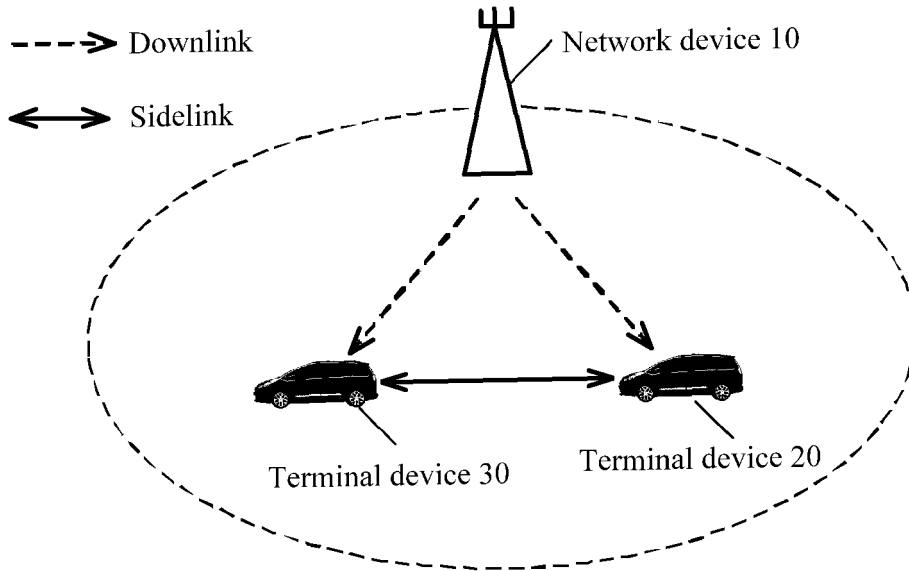 Downlink
Network device 10
Sidelink
Terminal device 30
Terminal device 20